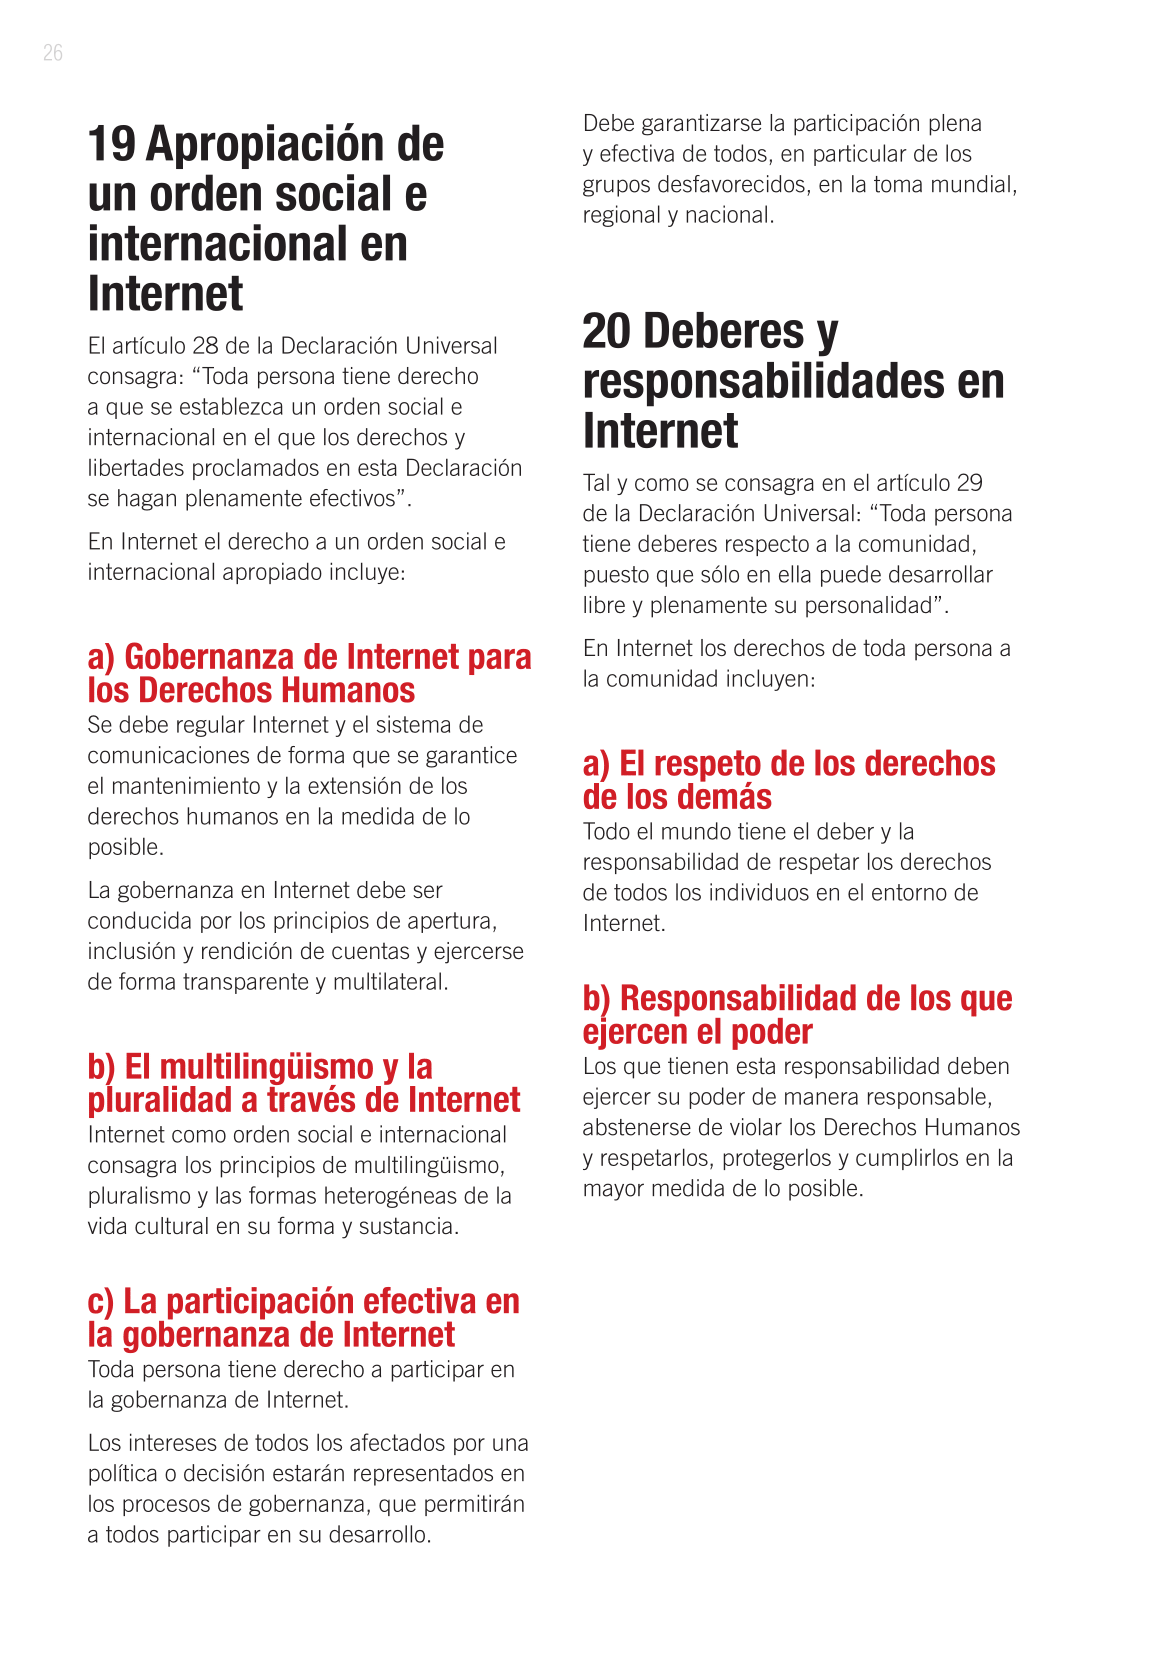 26
19 Apropiación de
un orden social e
internacional en
Internet
El artículo 28 de la Declaración Universal
consagra: “Toda persona tiene derecho
a que se establezca un orden social e
internacional en el que los derechos y
libertades proclamados en esta Declaración
se hagan plenamente efectivos”.
En Internet el derecho a un orden social e
internacional apropiado incluye:
a) Gobernanza de Internet para
los Derechos Humanos
Se debe regular Internet y el sistema de
comunicaciones de forma que se garantice
el mantenimiento y la extensión de los
derechos humanos en la medida de lo
posible.
La gobernanza en Internet debe ser
conducida por los principios de apertura,
inclusión y rendición de cuentas y ejercerse
de forma transparente y multilateral.
b) El multilingüismo y la
pluralidad a través de Internet
Internet como orden social e internacional
consagra los principios de multilingüismo,
pluralismo y las formas heterogéneas de la
vida cultural en su forma y sustancia.
c) La participación efectiva en
la gobernanza de Internet
Toda persona tiene derecho a participar en
la gobernanza de Internet.
Los intereses de todos los afectados por una
política o decisión estarán representados en
los procesos de gobernanza, que permitirán
a todos participar en su desarrollo.
Debe garantizarse la participación plena
y efectiva de todos, en particular de los
grupos desfavorecidos, en la toma mundial,
regional y nacional.
20 Deberes y
responsabilidades en
Internet
Tal y como se consagra en el artículo 29
de la Declaración Universal: “Toda persona
tiene deberes respecto a la comunidad,
puesto que sólo en ella puede desarrollar
libre y plenamente su personalidad”.
En Internet los derechos de toda persona a
la comunidad incluyen:
a) El respeto de los derechos
de los demás
Todo el mundo tiene el deber y la
responsabilidad de respetar los derechos
de todos los individuos en el entorno de
Internet.
b) Responsabilidad de los que
ejercen el poder
Los que tienen esta responsabilidad deben
ejercer su poder de manera responsable,
abstenerse de violar los Derechos Humanos
y respetarlos, protegerlos y cumplirlos en la
mayor medida de lo posible.